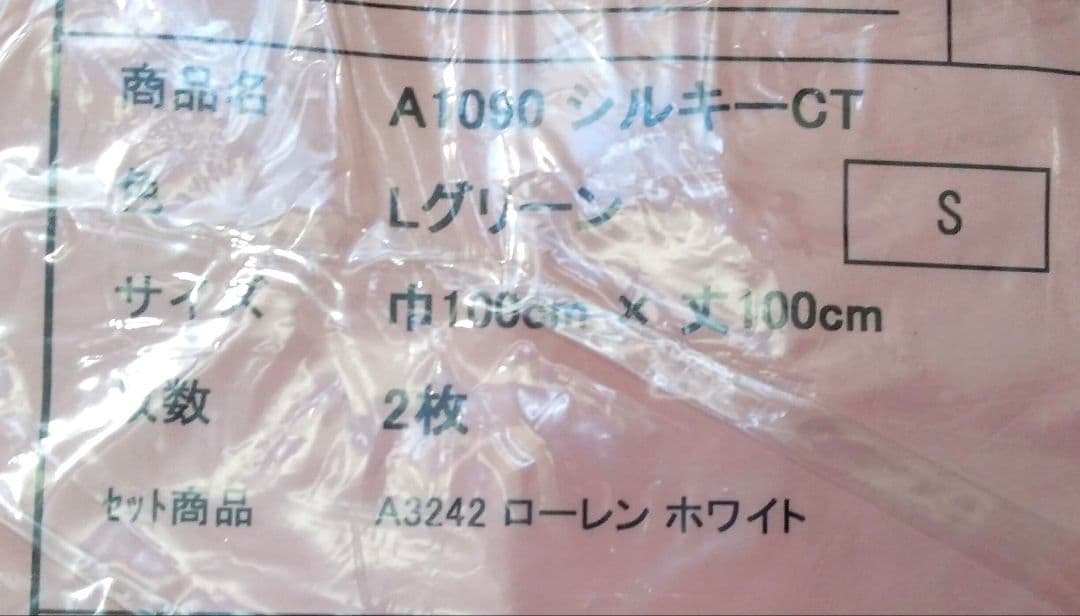 商品名 A1090 シルキーCT
色 Lグリーン S
サイズ 巾100cm × 丈100cm
枚数 2枚
ｾｯﾄ商品 A3242 ローレン ホワイト